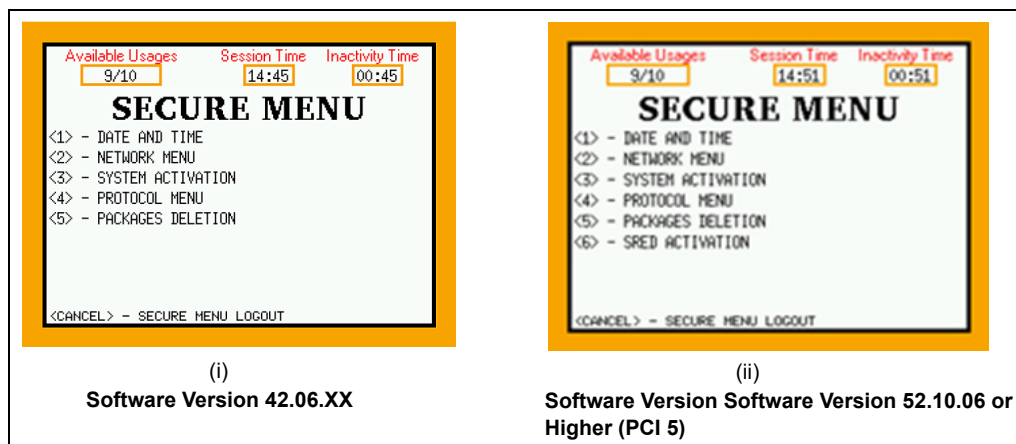 Available Usages Session Time Inactivity Time
9/10 14:45 00:45
SECURE MENU
<1> - DATE AND TIME
<2> - NETWORK MENU
<3> - SYSTEM ACTIVATION
<4> - PROTOCOL MENU
<5> - PACKAGES DELETION
<CANCEL> - SECURE MENU LOGOUT
(i)
Software Version 42.06.XX
Available Usages Session Time Inactivity Time
9/10 14:51 00:51
SECURE MENU
<1> - DATE AND TIME
<2> - NETWORK MENU
<3> - SYSTEM ACTIVATION
<4> - PROTOCOL MENU
<5> - PACKAGES DELETION
<6> - SRED ACTIVATION
<CANCEL> - SECURE MENU LOGOUT
(ii)
Software Version Software Version 52.10.06 or
Higher (PCI 5)